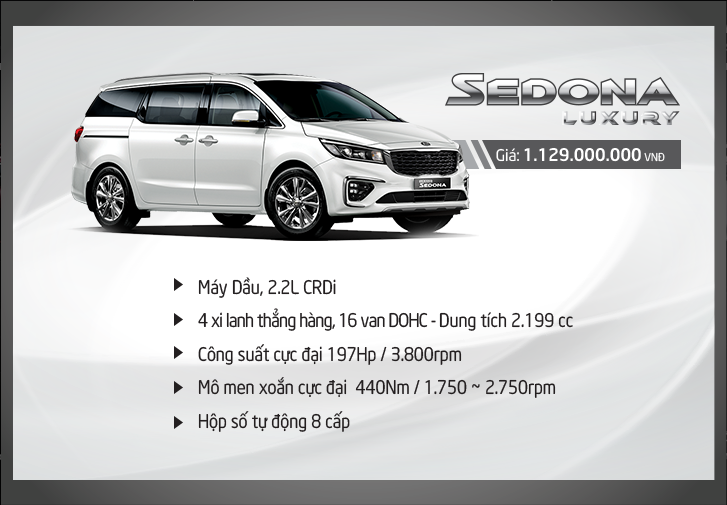 SEDONA
LUXURY
Giá: 1.129.000.000 VNĐ
SEDONA
Máy Dầu, 2.2L CRDi
4 xi lanh thẳng hàng, 16 van DOHC - Dung tích 2.199 cc
Công suất cực đại 197Hp / 3.800rpm
Mô men xoắn cực đại 440Nm / 1.750 ~ 2.750rpm
Hộp số tự động 8 cấp